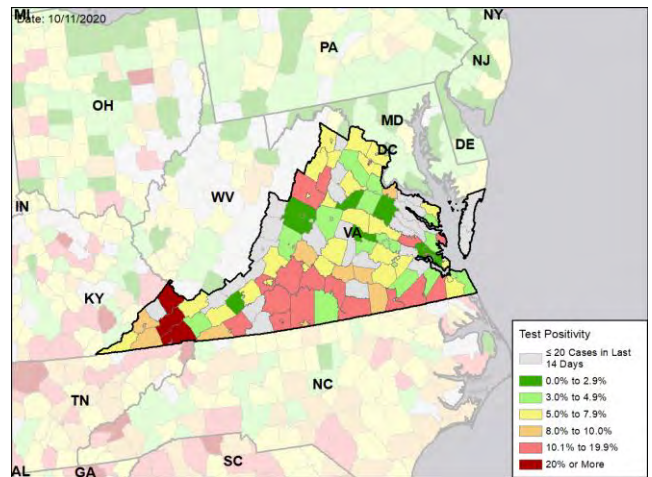 MI
Date: 10/11/2020
NY
PA
NJ
OH
MD
DE
DC
WV
IN
VA
KY
TN
NC
SC
AL
GA
Test Positivity
≤ 20 Cases in Last
14 Days
0.0% to 2.9%
3.0% to 4.9%
5.0% to 7.9%
8.0% to 10.0%
10.1% to 19.9%
20% or More